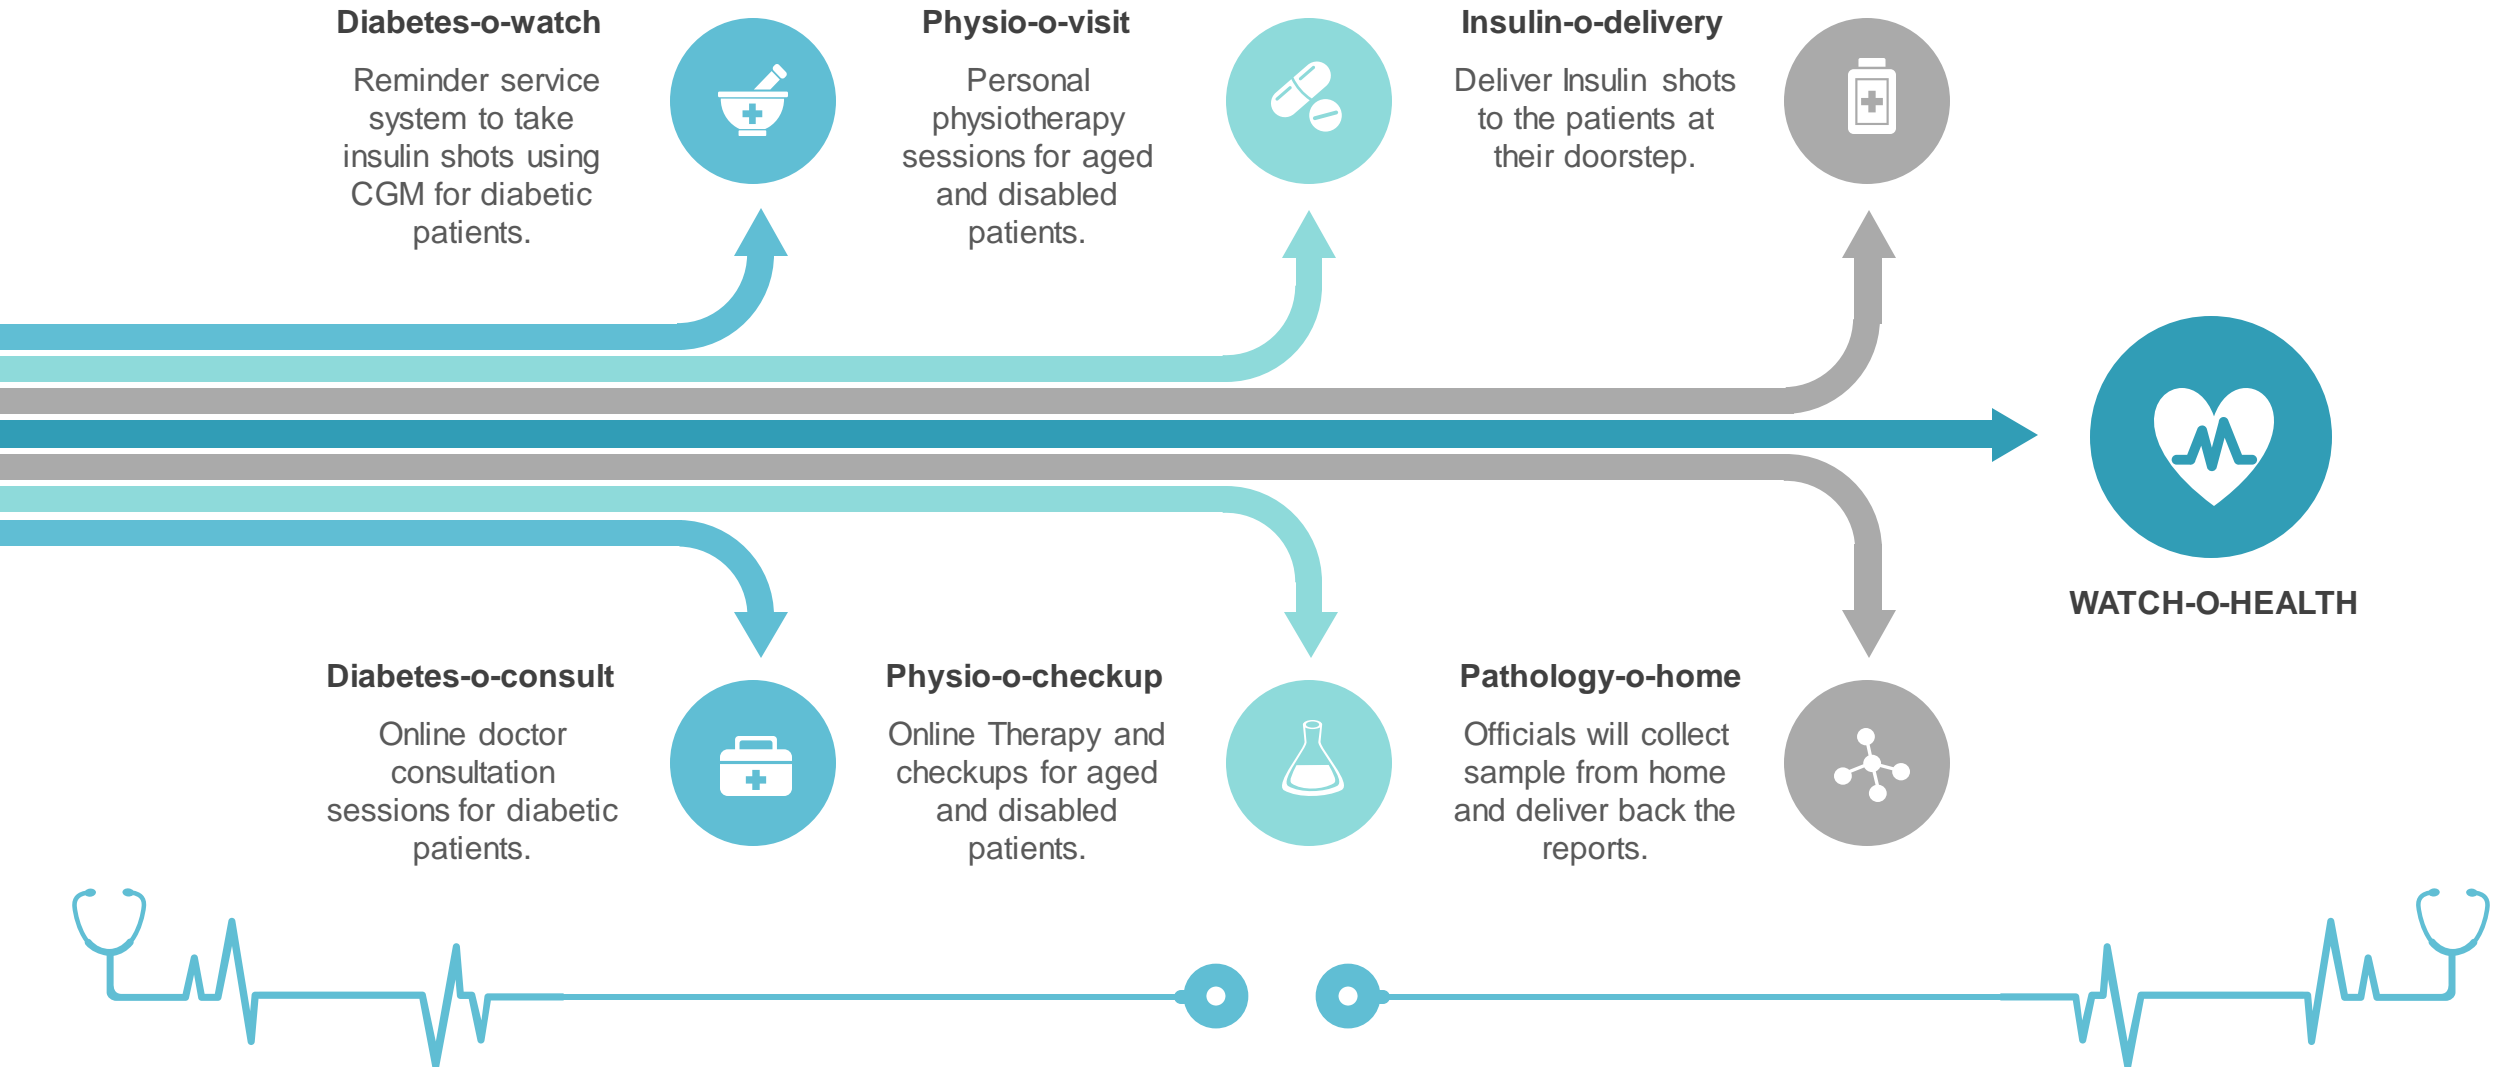 Diabetes-o-watch
Reminder service
system to take
insulin shots using
CGM for diabetic
patients.
Physio-o-visit
Personal
physiotherapy
sessions for aged
and disabled
patients.
Insulin-o-delivery
Deliver Insulin shots
to the patients at
their doorstep.
WATCH-O-HEALTH
Diabetes-o-consult
Online doctor
consultation
sessions for diabetic
patients.
Physio-o-checkup
Online Therapy and
checkups for aged
and disabled
patients.
Pathology-o-home
Officials will collect
sample from home
and deliver back the
reports.